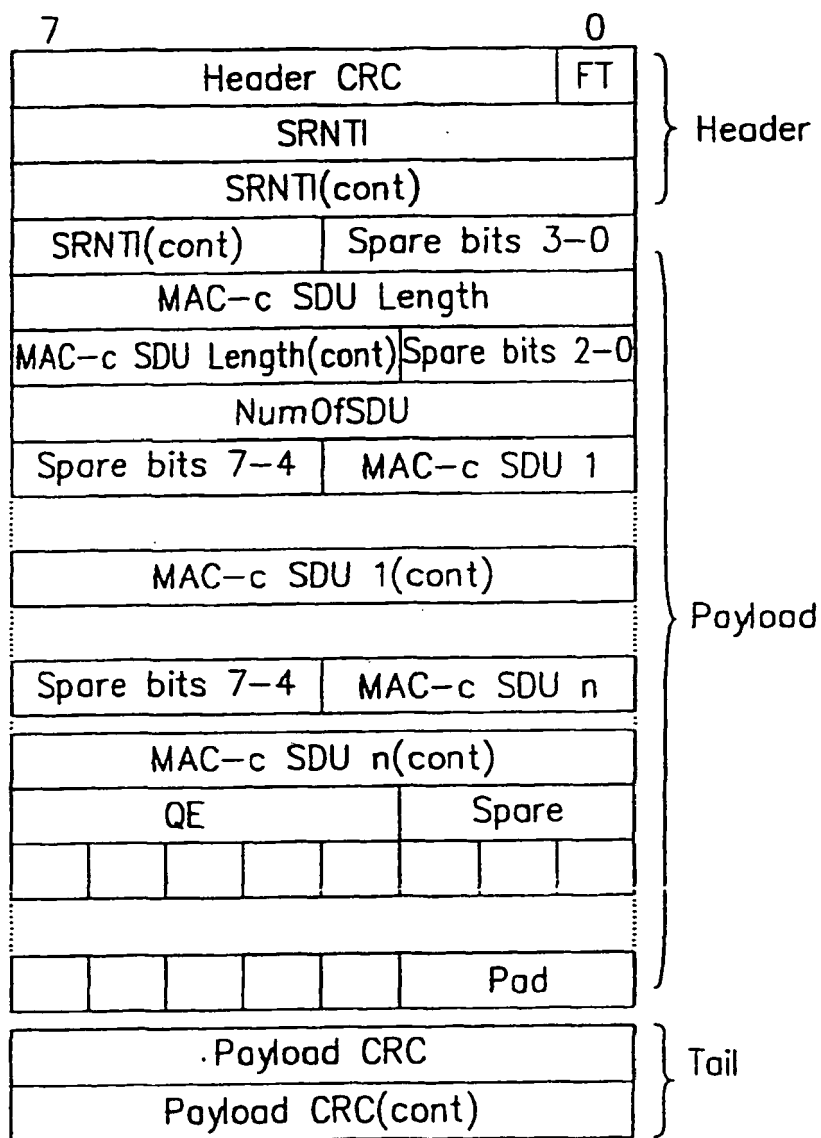 7 0
Header CRC FT
SRNTI
Header
SRNTI(cont)
SRNTI(cont) Spare bits 3-0
MAC-c SDU Length
MAC-c SDU Length(cont) Spare bits 2-0
NumOfSDU
Spare bits 7-4 MAC-c SDU 1
MAC-c SDU 1(cont)
Payload
Spare bits 7-4 MAC-c SDU n
MAC-c SDU n(cont)
QE Spare
Pad
Payload CRC
Tail
Payload CRC(cont)